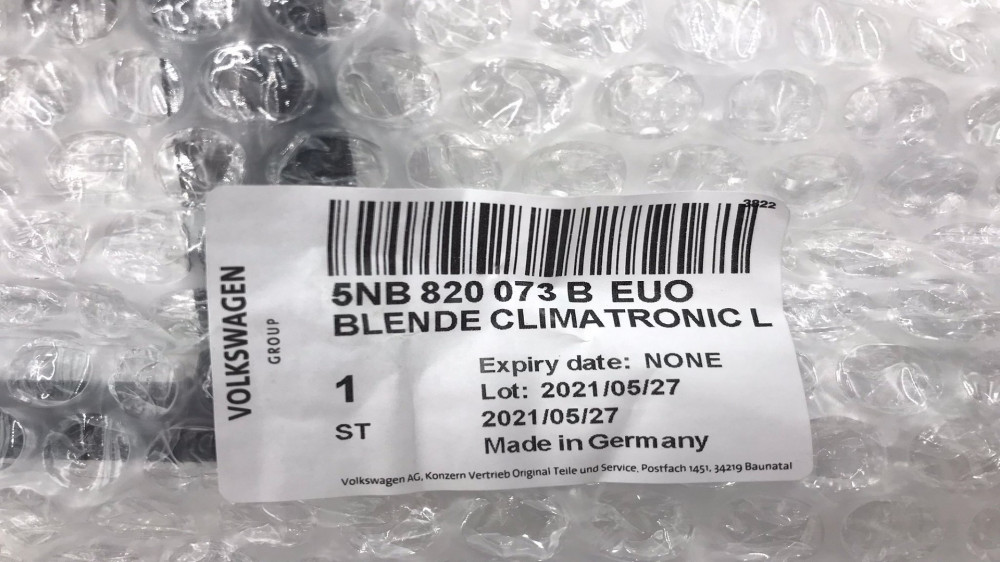 3822
5NB 820 073 B EUO
BLENDE CLIMATRONIC L
VOLKSWAGEN
GROUP
1
ST
Expiry date: NONE
Lot: 2021/05/27
2021/05/27
Made in Germany
Volkswagen AG, Konzern Vertrieb Original Teile und Service, Postfach 1451, 34219 Baunatal